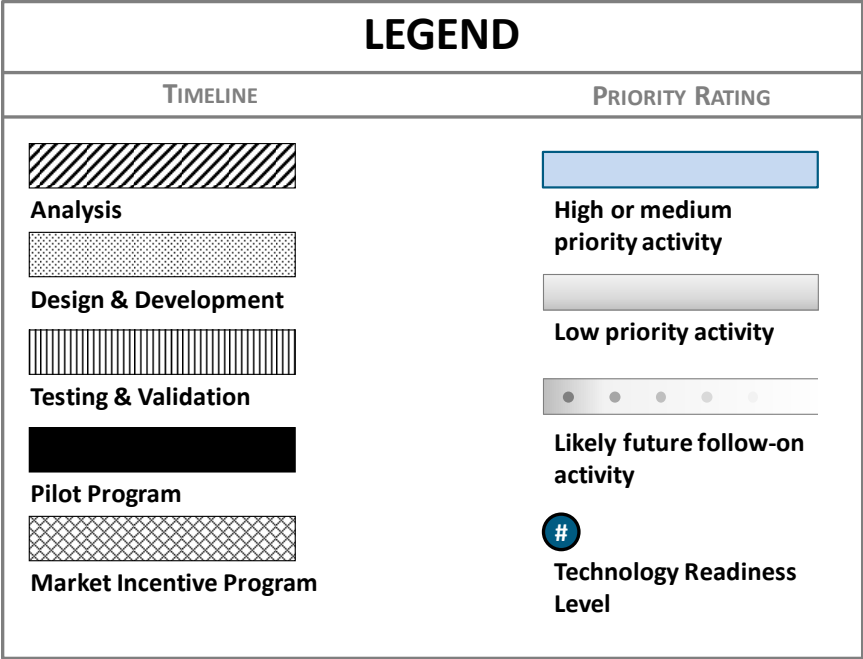 LEGEND
TIMELINE
PRIORITY RATING
Analysis
Design & Development
Testing & Validation
Pilot Program
Market Incentive Program
High or medium
priority activity
Low priority activity
Likely future follow-on
activity
#
Technology Readiness
Level